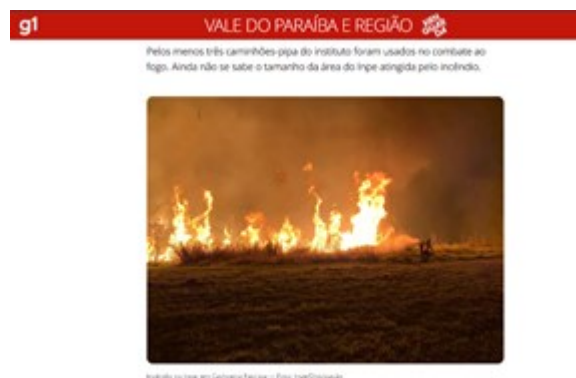 g1
VALE DO PARAÍBA E REGIÃO
Pelos menos três caminhões-pipa do instituto foram usados no combate ao
fogo. Ainda não se sabe o tamanho da área do Inpe atingida pelo incêndio.